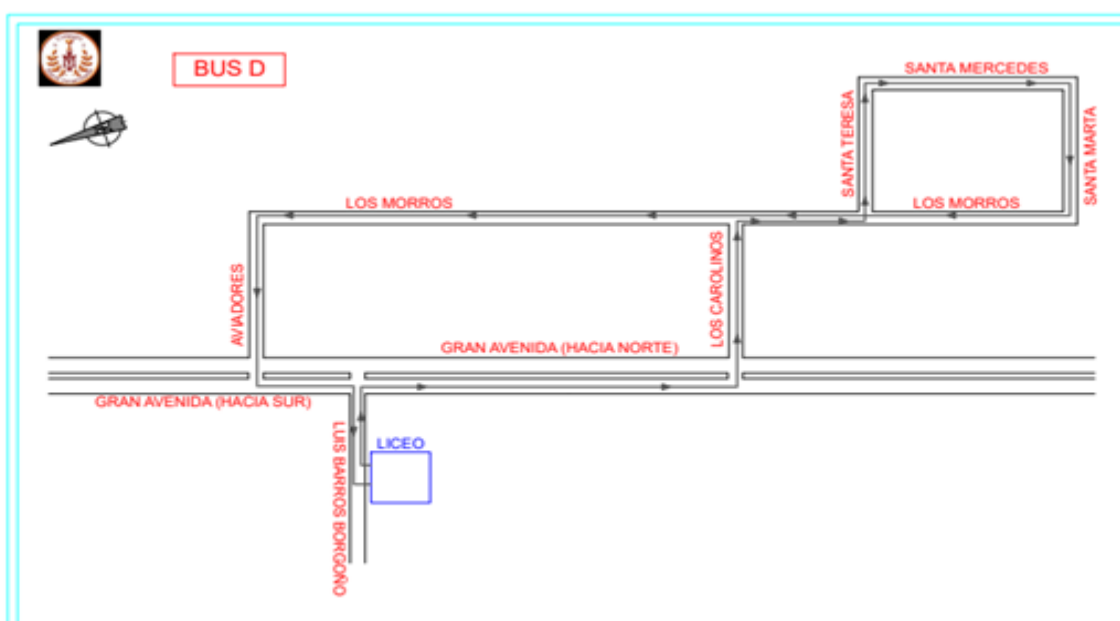 BUS D
SANTA MERCEDES
SANTA TERESA
SANTA MARTA
LOS MORROS
LOS MORROS
AVIADORES
LOS CAROLINOS
GRAN AVENIDA (HACIA NORTE)
GRAN AVENIDA (HACIA SUR)
LUIS BARROS BORGOÑO
LICEO